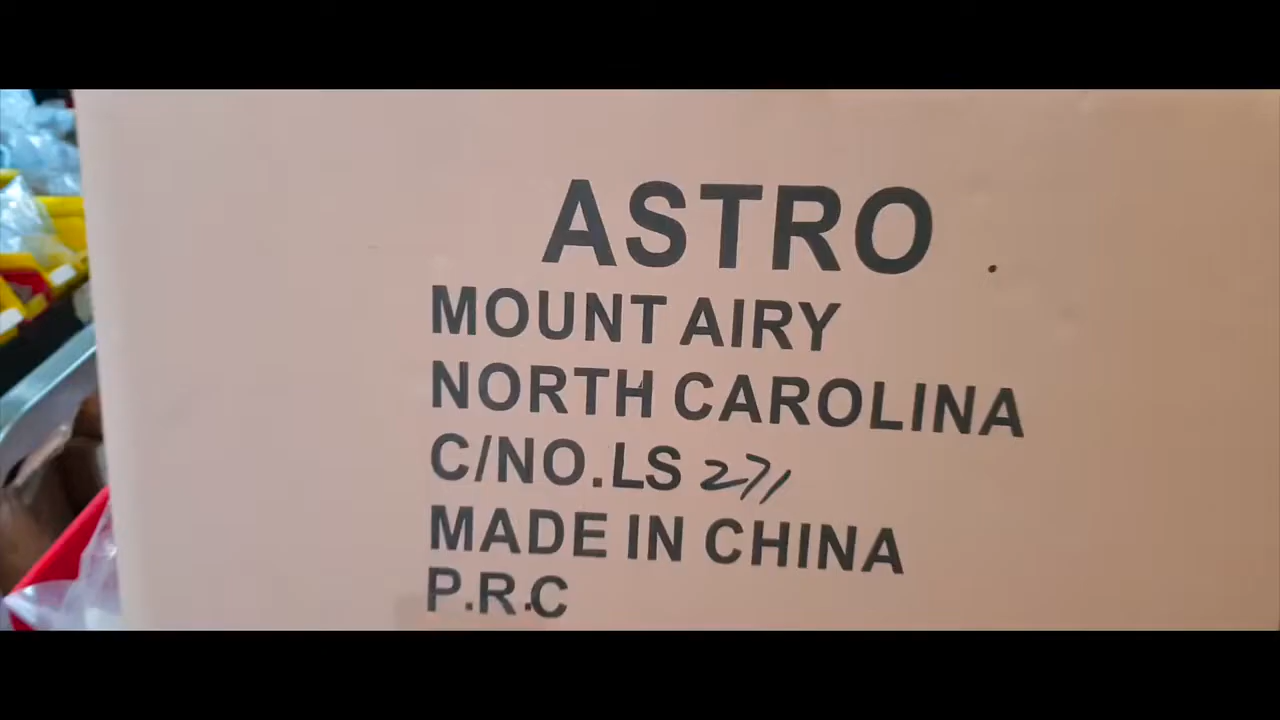 ASTRO
MOUNT AIRY
NORTH CAROLINA
C/NO.LS 271
MADE IN CHINA
P.R.C